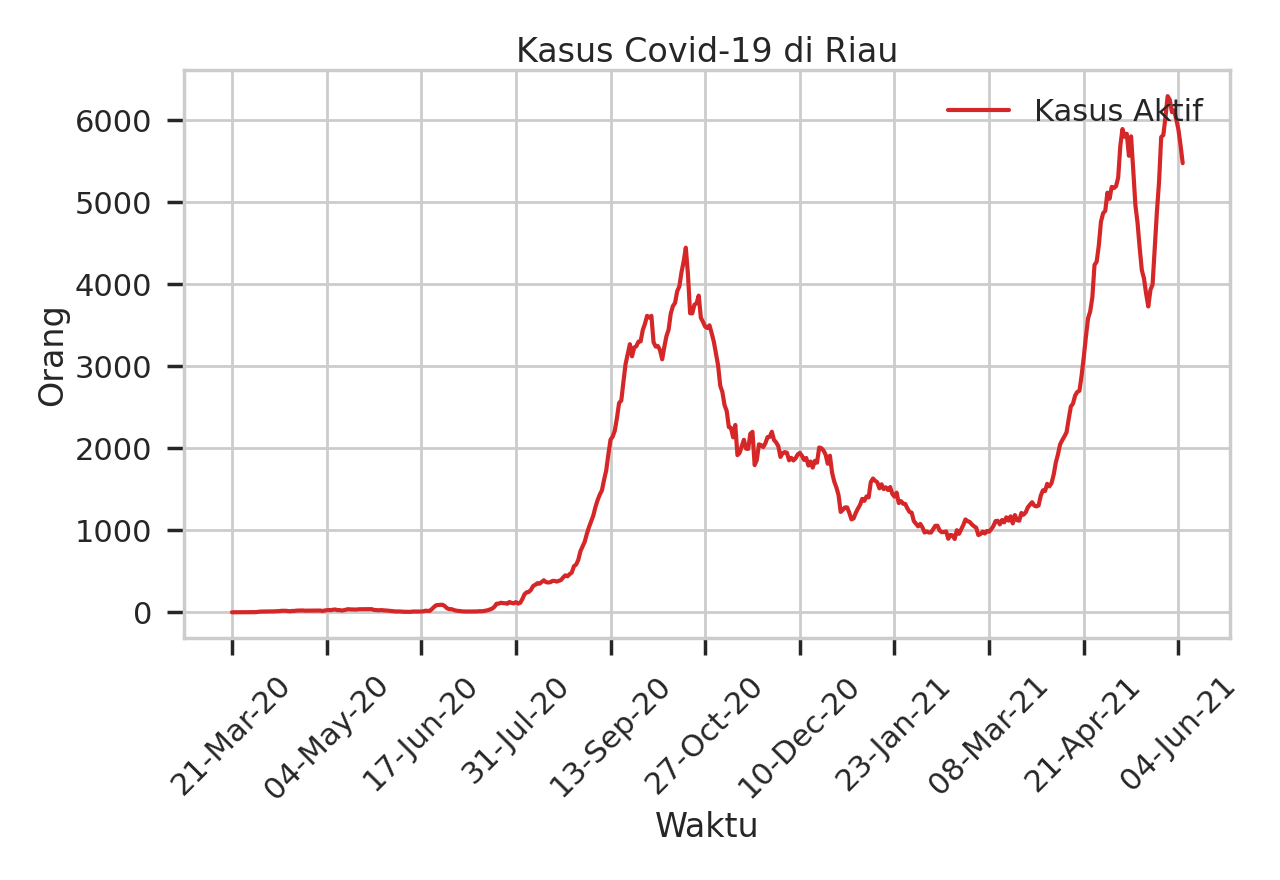 Kasus Covid-19 di Riau
Kasus Aktif
6000
5000
4000
3000
2000
1000
0
Orang
21-Mar-20
04-May-20
17-Jun-20
31-Jul-20
13-Sep-20
27-Oct-20
10-Dec-20
23-Jan-21
08-Mar-21
21-Apr-21
04-Jun-21
Waktu